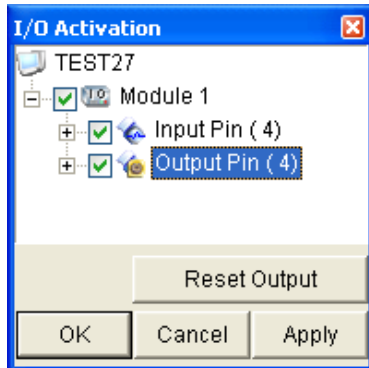 I/O Activation
TEST27
Module 1
Input Pin ( 4)
Output Pin ( 4)
Reset Output
OK Cancel Apply